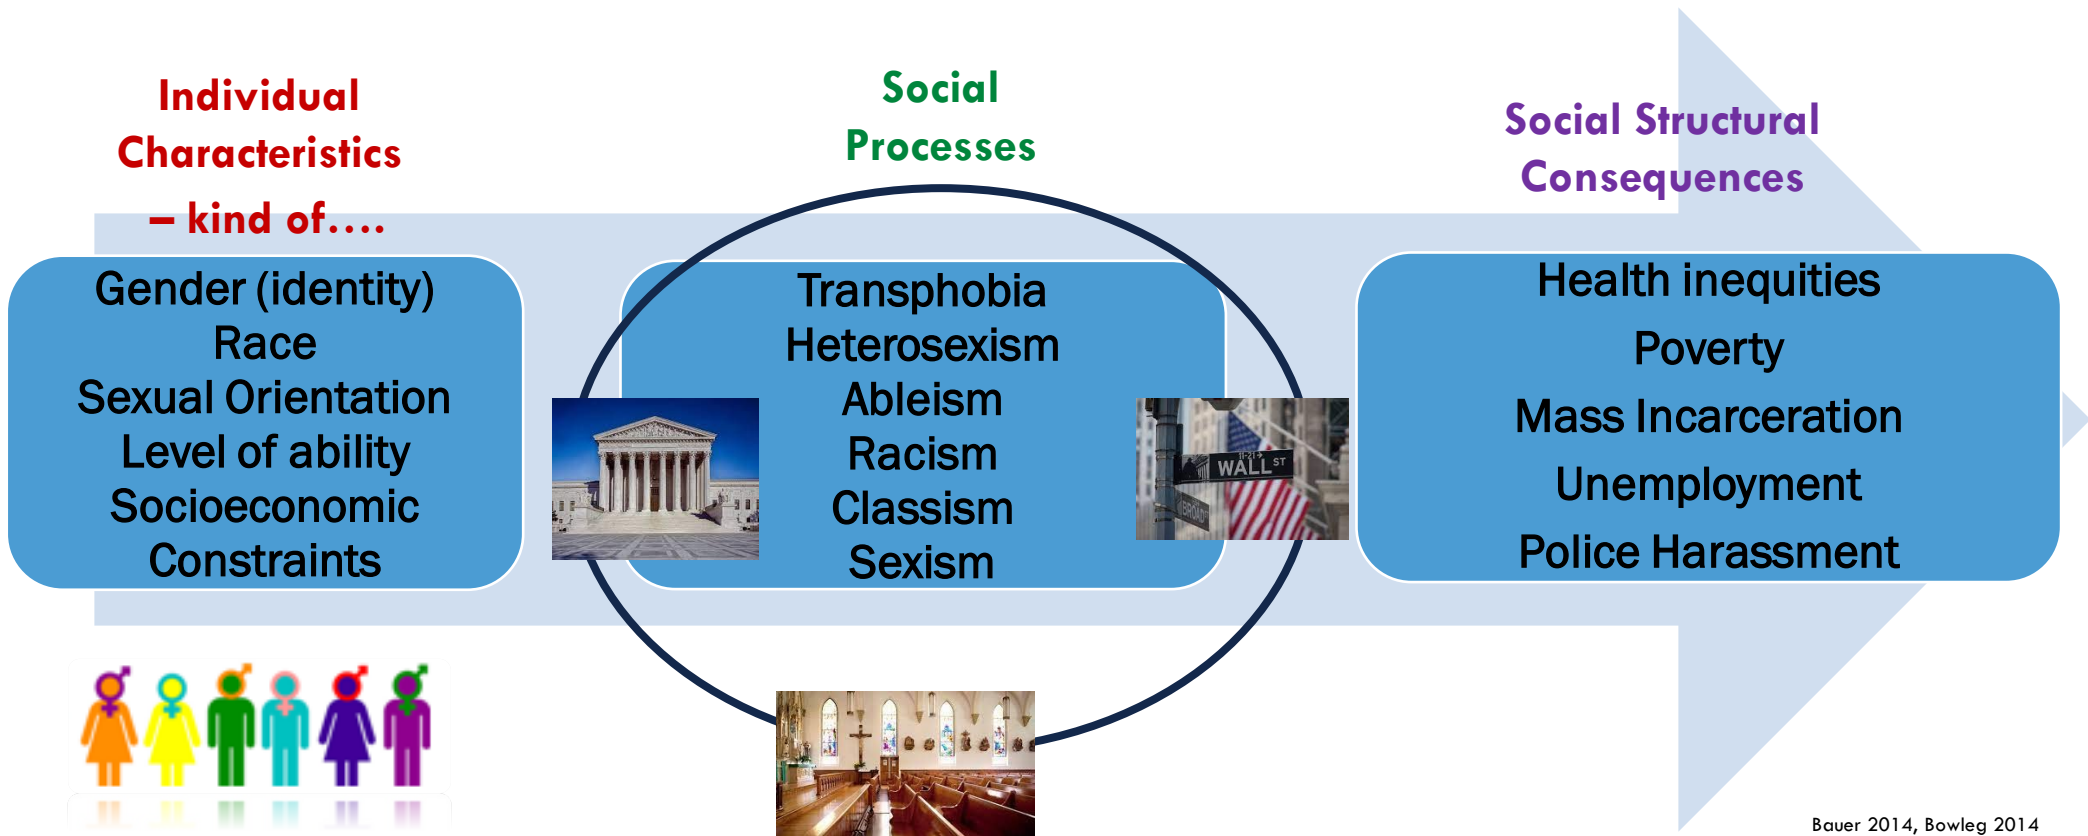 Individual
Characteristics
– kind of….
Social
Processes
Social Structural
Consequences
Gender (identity)
Race
Sexual Orientation
Level of ability
Socioeconomic
Constraints
Transphobia
Heterosexism
Ableism
Racism
Classism
Sexism
Health inequities
Poverty
Mass Incarceration
Unemployment
Police Harassment
11-21→
WALL ST
Bauer 2014, Bowleg 2014